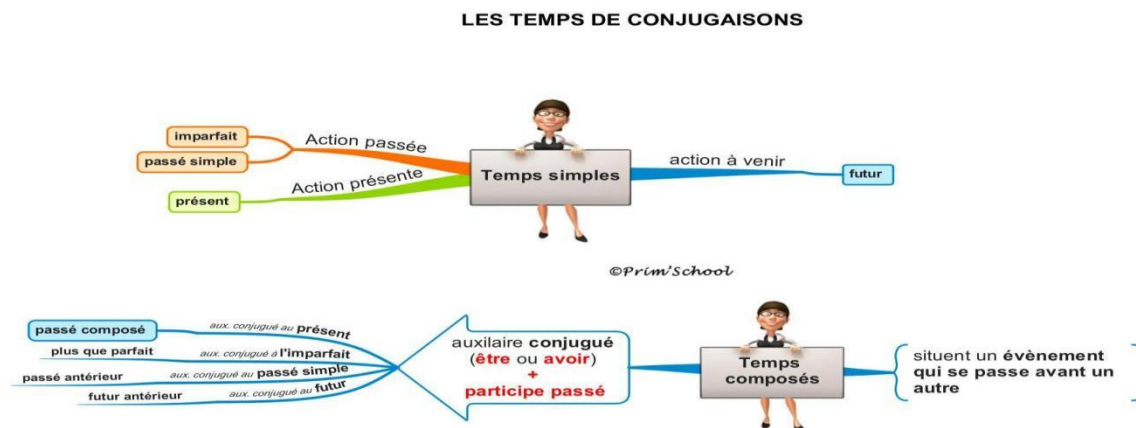 LES TEMPS DE CONJUGAISONS
imparfait
passé simple
Action passée
présent
Action présente
Temps simples
action à venir
futur
©Prim'School
passé composé
aux. conjugué au présent
plus que parfait
aux. conjugué à l'imparfait
passé antérieur
aux. conjugué au passé simple
futur antérieur
aux. conjugué au futur
auxilaire conjugué
(être ou avoir)
+
participe passé
Temps
composés
situent un évènement
qui se passe avant un
autre